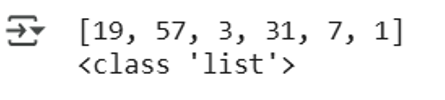 [19, 57, 3, 31, 7, 1]
<class 'list'>